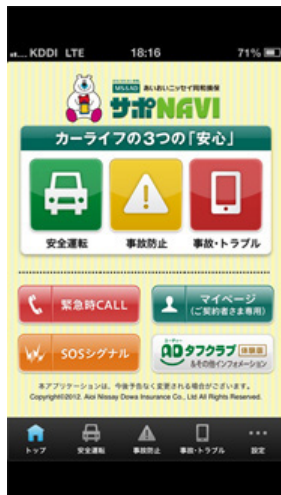 KDDI LTE 18:16 71%
MS&AD あいおいニッセイ同和損保
サポNAVI
カーライフの3つの「安心」
安全運転 事故防止 事故・トラブル
緊急時CALL
マイページ
(ご契約者さま専用)
SOSシグナル
ADタフクラブ 体験版
&その他インフォメーション
本アプリケーションは、今後予告なく変更される場合がございます。
Copyright©2012. Aioi Nissay Dowa Insurance Co., Ltd All Rights Reserved.
トップ 安全運転 事故防止 事故・トラブル 設定